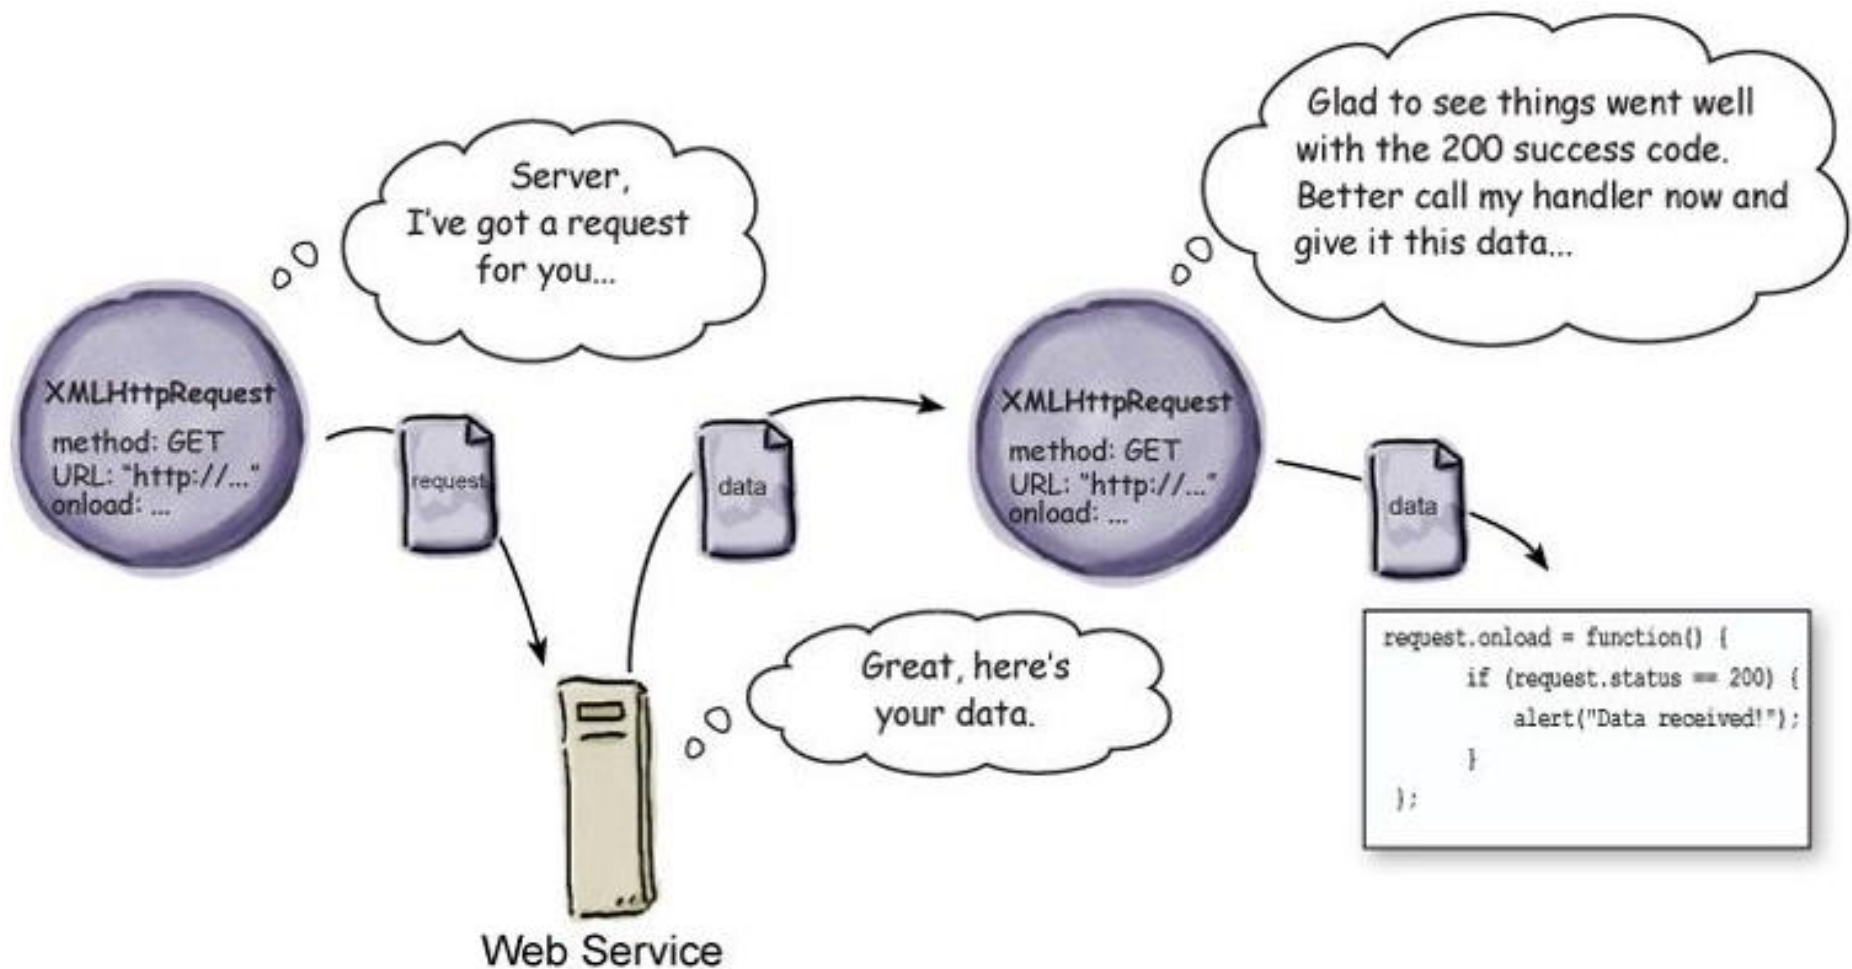 Server,
I've got a request
for you...
XMLHttpRequest
method: GET
URL: "http://..."
onload: ...
request
Great, here's
your data.
Web Service
data
Glad to see things went well
with the 200 success code.
Better call my handler now and
give it this data...
XMLHttpRequest
method: GET
URL: "http://..."
onload: ...
data
request.onload = function() {
if (request.status == 200) {
alert("Data received!");
}
};